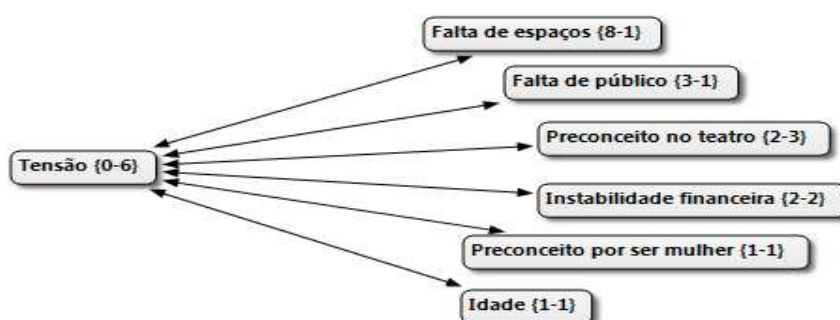 Falta de espaços {8-1}
Falta de público {3-1}
Preconceito no teatro {2-3}
Tensão {0-6}
Instabilidade financeira {2-2}
Preconceito por ser mulher {1-1}
Idade {1-1}